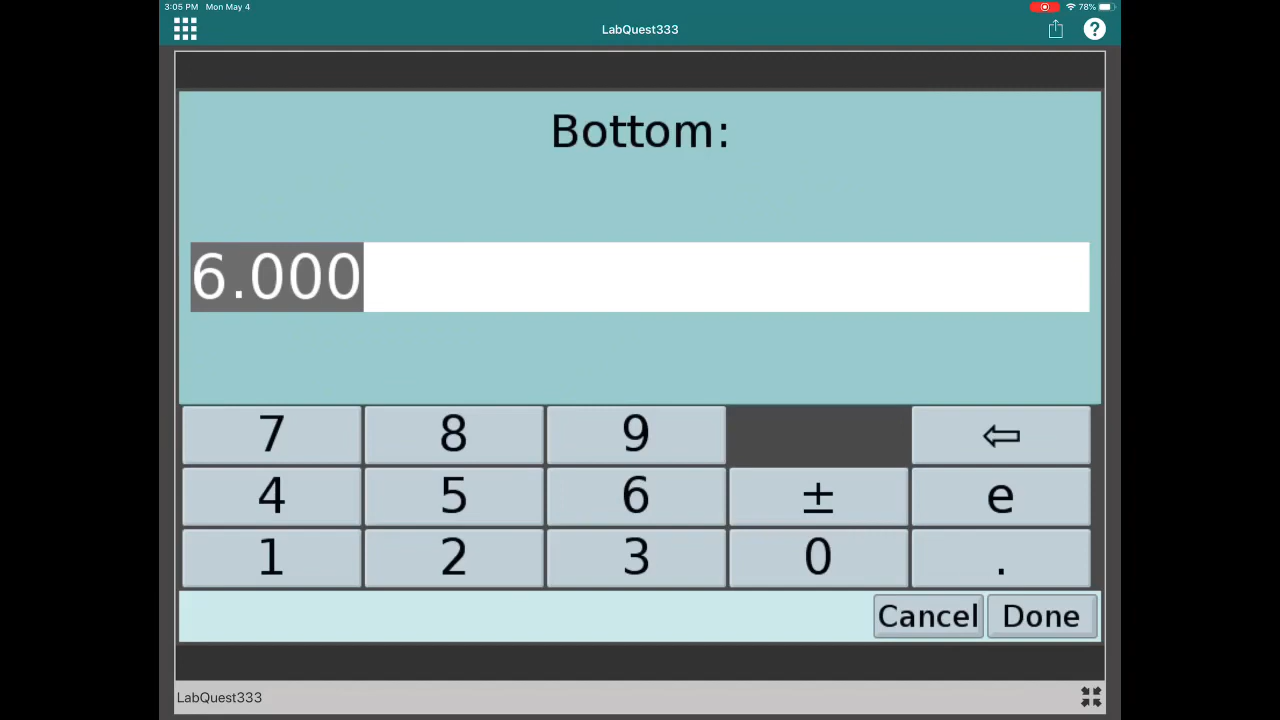 3:05 PM Mon May 4
78%
LabQuest333
?
Bottom:
6.000
7 8 9 ⇦
4 5 6 ± e
1 2 3 0 .
Cancel Done
LabQuest333